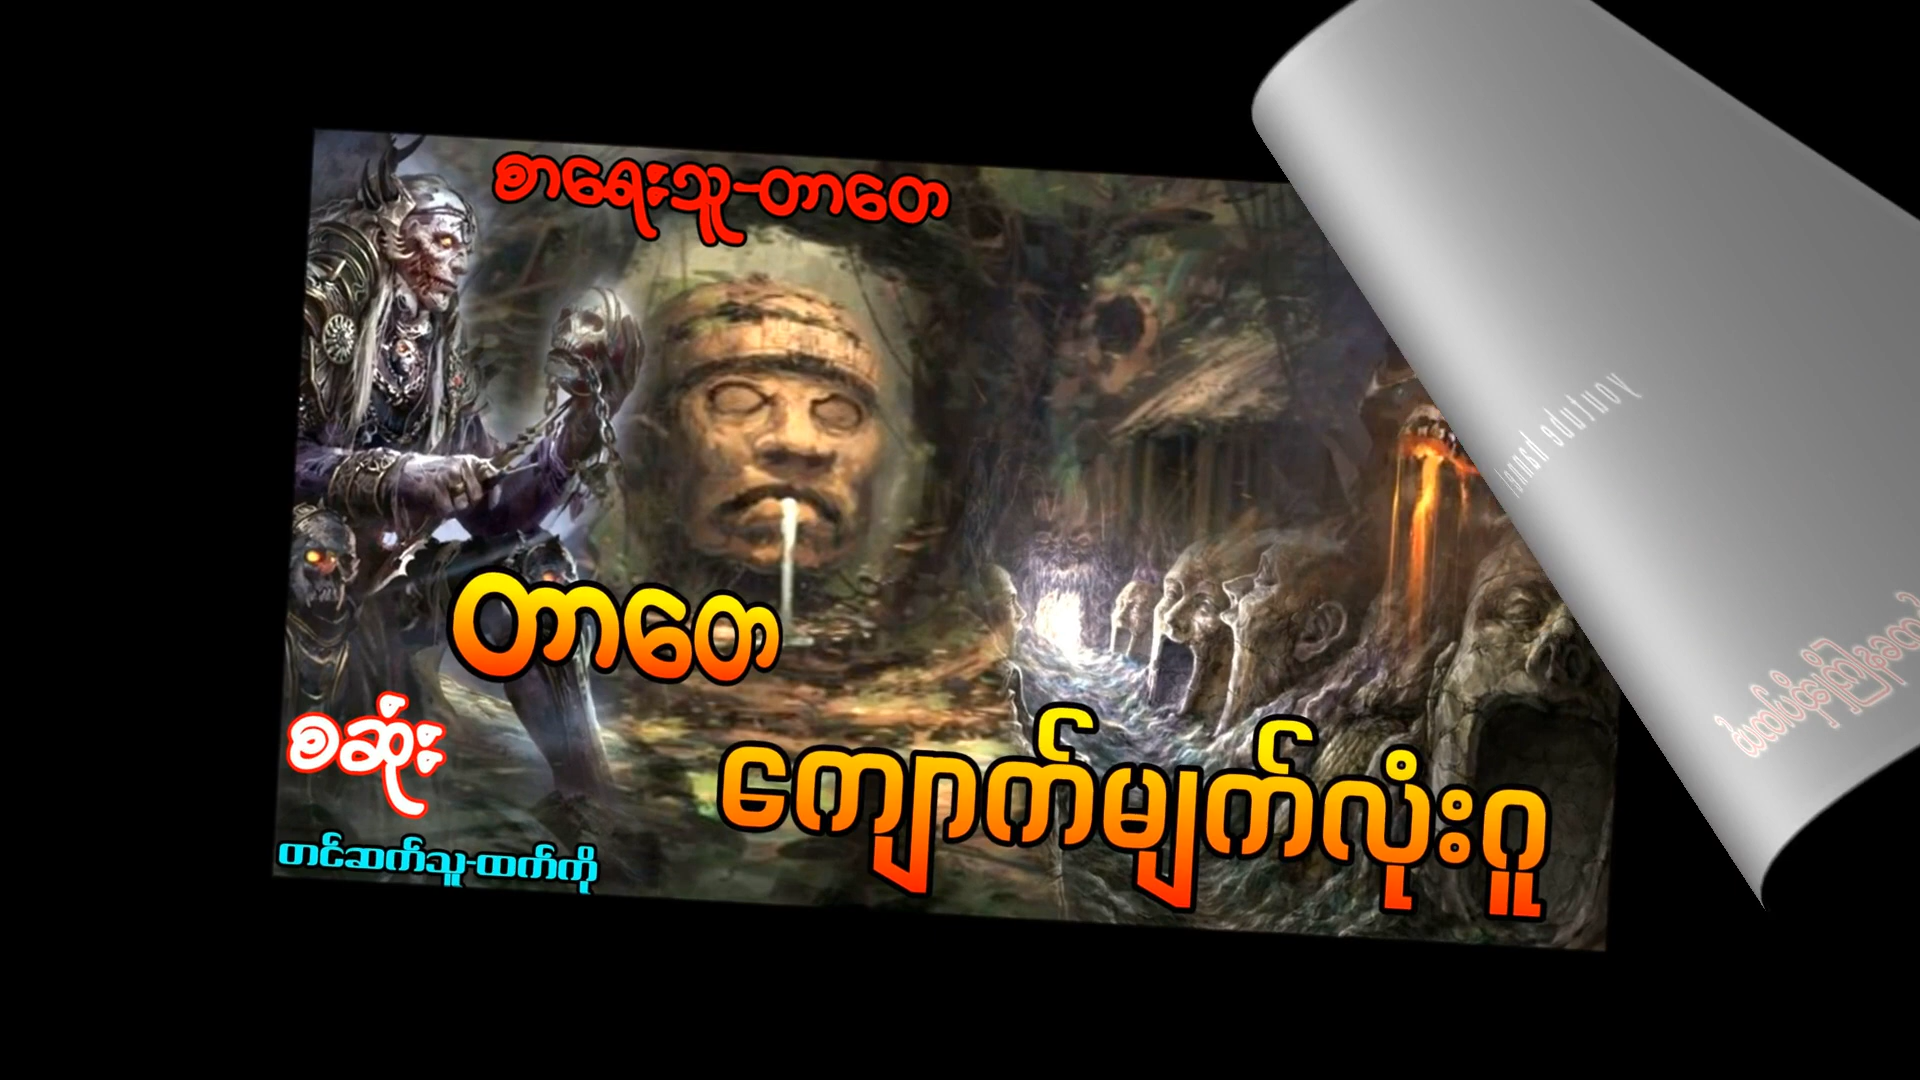 စာရေးသူ-တာတေ
တာတေ
စဆုံး
ကျောက်မျက်လုံးဂူ
တင်ဆက်သူ-ထက်ကို